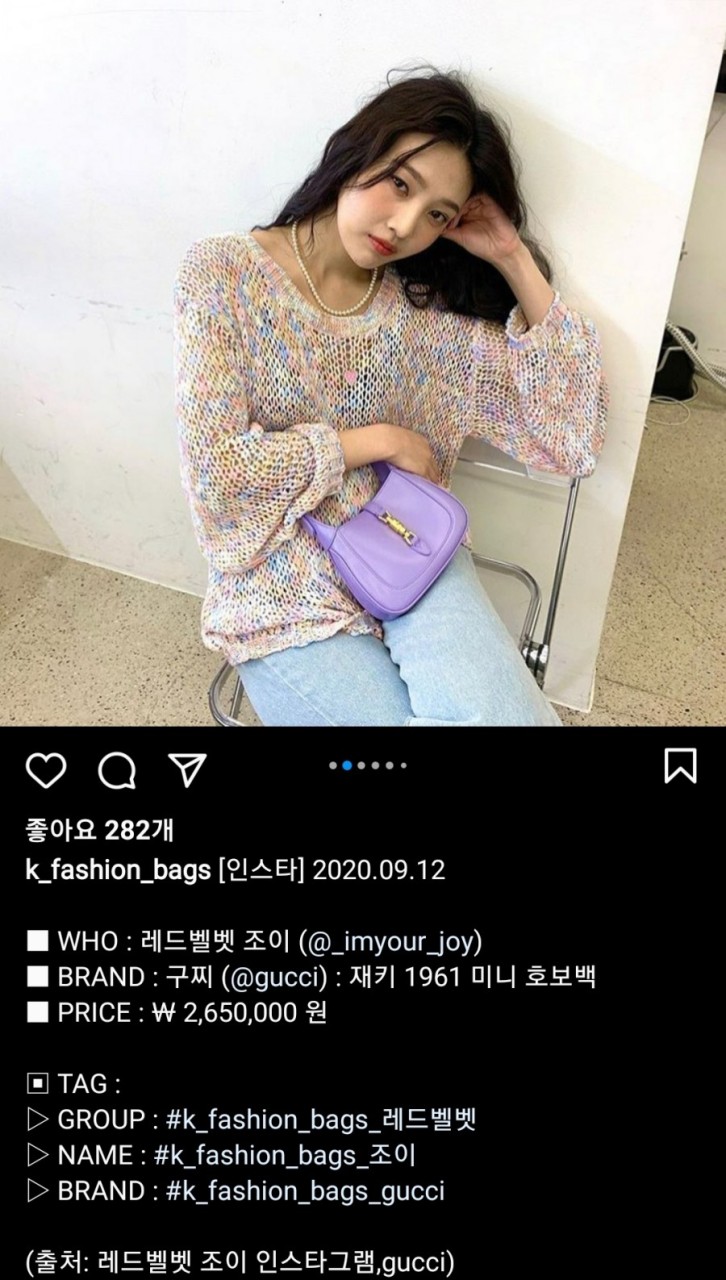 좋아요 282개
k_fashion_bags [인스타] 2020.09.12
■ WHO : 레드벨벳 조이 (@_imyour_joy)
■ BRAND : 구찌 (@gucci) : 재키 1961 미니 호보백
■ PRICE : ₩ 2,650,000 원
▣ TAG :
▷ GROUP : #k_fashion_bags_레드벨벳
▷ NAME : #k_fashion_bags_조이
▷ BRAND : #k_fashion_bags_gucci
(출처: 레드벨벳 조이 인스타그램,gucci)